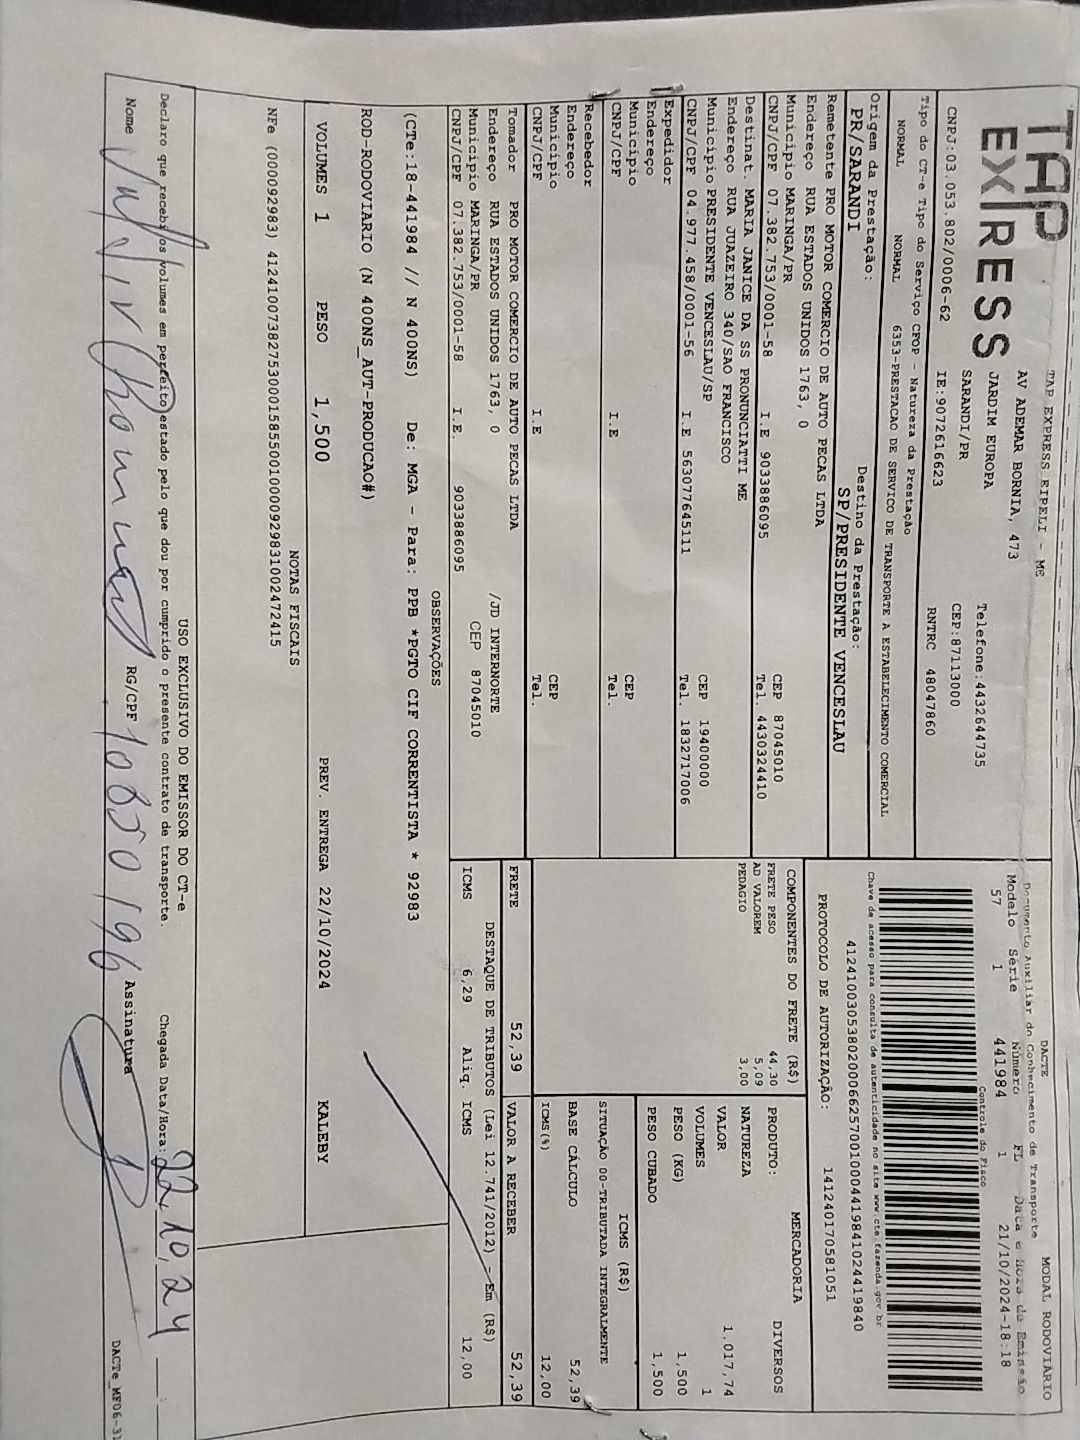 TAP EXPRESS
TAP EXPRESS EIRELI - ME
AV ADEMAR BORNIA, 473
JARDIM EUROPA
SARANDI/PR
Telefone:4432644735
CEP:87113000
CNPJ:03.053.802/0006-62 IE:9072616623 RNTRC 48047860
DACTE MODAL RODOVIÁRIO
Documento Auxiliar do Conhecimento de Transporte
Modelo Série Número FL Data e Hora de Emissão
57 1 441984 1 21/10/2024-18:18
Controle do Fisco
41241003053802000662570010004419841024419840
Chave de acesso para consulta de autenticidade no site www.cte.fazenda.gov.br
PROTOCOLO DE AUTORIZAÇÃO: 141240170581051
Tipo do CT-e Tipo do Serviço CFOP - Natureza da Prestação
NORMAL NORMAL 6353-PRESTACAO DE SERVICO DE TRANSPORTE A ESTABELECIMENTO COMERCIAL
Origem da Prestação: Destino da Prestação:
PR/SARANDI SP/PRESIDENTE VENCESLAU
Remetente PRO MOTOR COMERCIO DE AUTO PECAS LTDA
Endereço RUA ESTADOS UNIDOS 1763, 0
Município MARINGA/PR CEP 87045010
CNPJ/CPF 07.382.753/0001-58 I.E 9033886095 Tel. 4430324410
Destinat. MARIA JANICE DA SS PRONUNCIATTI ME
Endereço RUA JUAZEIRO 340/SAO FRANCISCO
Município PRESIDENTE VENCESLAU/SP CEP 19400000
CNPJ/CPF 04.977.458/0001-56 I.E 563077645111 Tel. 1832717006
Expedidor
Endereço
Município CEP
CNPJ/CPF I.E Tel.
Recebedor
Endereço
Município CEP
CNPJ/CPF I.E Tel.
Tomador PRO MOTOR COMERCIO DE AUTO PECAS LTDA
Endereço RUA ESTADOS UNIDOS 1763, 0 /JD INTERNORTE
Município MARINGA/PR CEP 87045010
CNPJ/CPF 07.382.753/0001-58 I.E. 9033886095
COMPONENTES DO FRETE (R$)
FRETE PESO 44,30
AD VALOREM 5,09
PEDAGIO 3,00
MERCADORIA
PRODUTO: DIVERSOS
NATUREZA
VALOR 1.017,74
VOLUMES 1
PESO (KG) 1,500
PESO CUBADO 1,500
ICMS (R$)
SITUAÇÃO 00-TRIBUTADA INTEGRALMENTE
BASE CÁLCULO 52,39
ICMS(%) 12,00
FRETE 52,39 VALOR A RECEBER 52,39
DESTAQUE DE TRIBUTOS (Lei 12.741/2012) - Em (R$)
ICMS 6,29 Aliq. ICMS 12,00
OBSERVAÇÕES
(CTe:18-441984 // N 400NS) De: MGA - Para: PPB *PGTO CIF CORRENTISTA * 92983
ROD-RODOVIARIO (N 400NS_AUT-PRODUCAO#)
VOLUMES 1 PESO 1,500 PREV. ENTREGA 22/10/2024 KALEBY
NOTAS FISCAIS
NFe (000092983) 41241007382753000158550010000929831002472415
USO EXCLUSIVO DO EMISSOR DO CT-e
Declaro que recebi os volumes em perfeito estado pelo que dou por cumprido o presente contrato de transporte. Chegada Data/Hora: 22,10,24 :
Nome RG/CPF Assinatura
DACTe_MF06-31